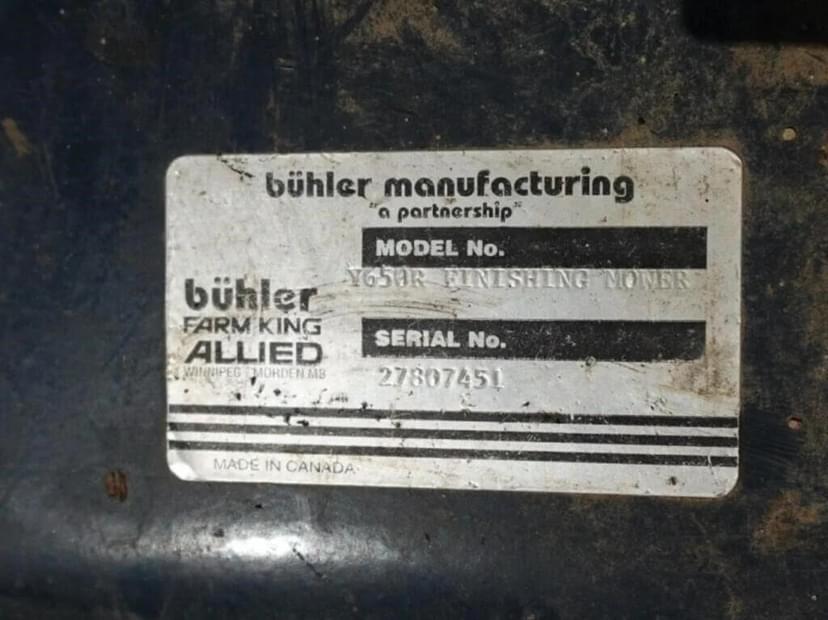 bühler manufacturing
"a partnership"
MODEL No.
Y650R FINISHING MOWER
bühler
FARM KING
ALLIED
WINNIPEG MORDEN MB
SERIAL No.
27807451
MADE IN CANADA